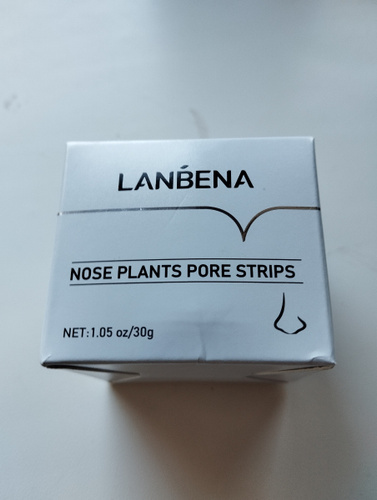 LANBENA
NOSE PLANTS PORE STRIPS
NET:1.05 oz/30g